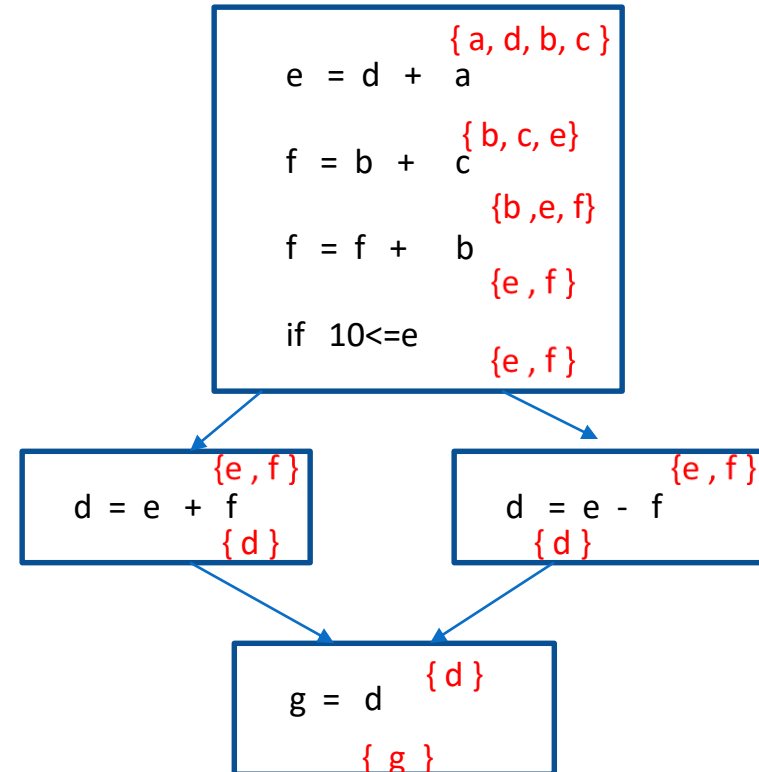 { a, d, b, c }
e = d + a
{ b, c, e}
f = b + c
{b ,e, f}
f = f + b
{e , f }
if 10<=e
{e , f }
{e , f }
d = e + f
{ d }
{e , f }
d = e - f
{ d }
{ d }
g = d
{ g }